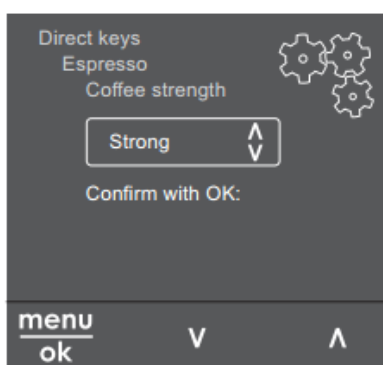 Direct keys
Espresso
Coffee strength
Strong
Confirm with OK:
menu
ok